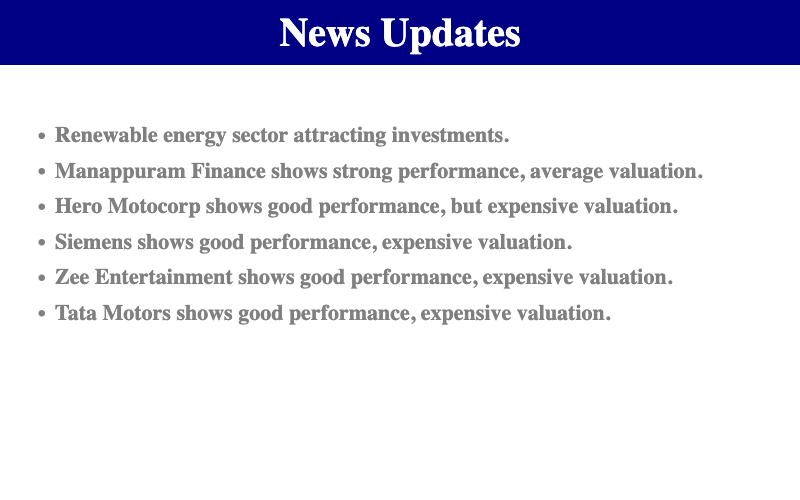 News Updates
• Renewable energy sector attracting investments.
• Manappuram Finance shows strong performance, average valuation.
• Hero Motocorp shows good performance, but expensive valuation.
• Siemens shows good performance, expensive valuation.
• Zee Entertainment shows good performance, expensive valuation.
• Tata Motors shows good performance, expensive valuation.